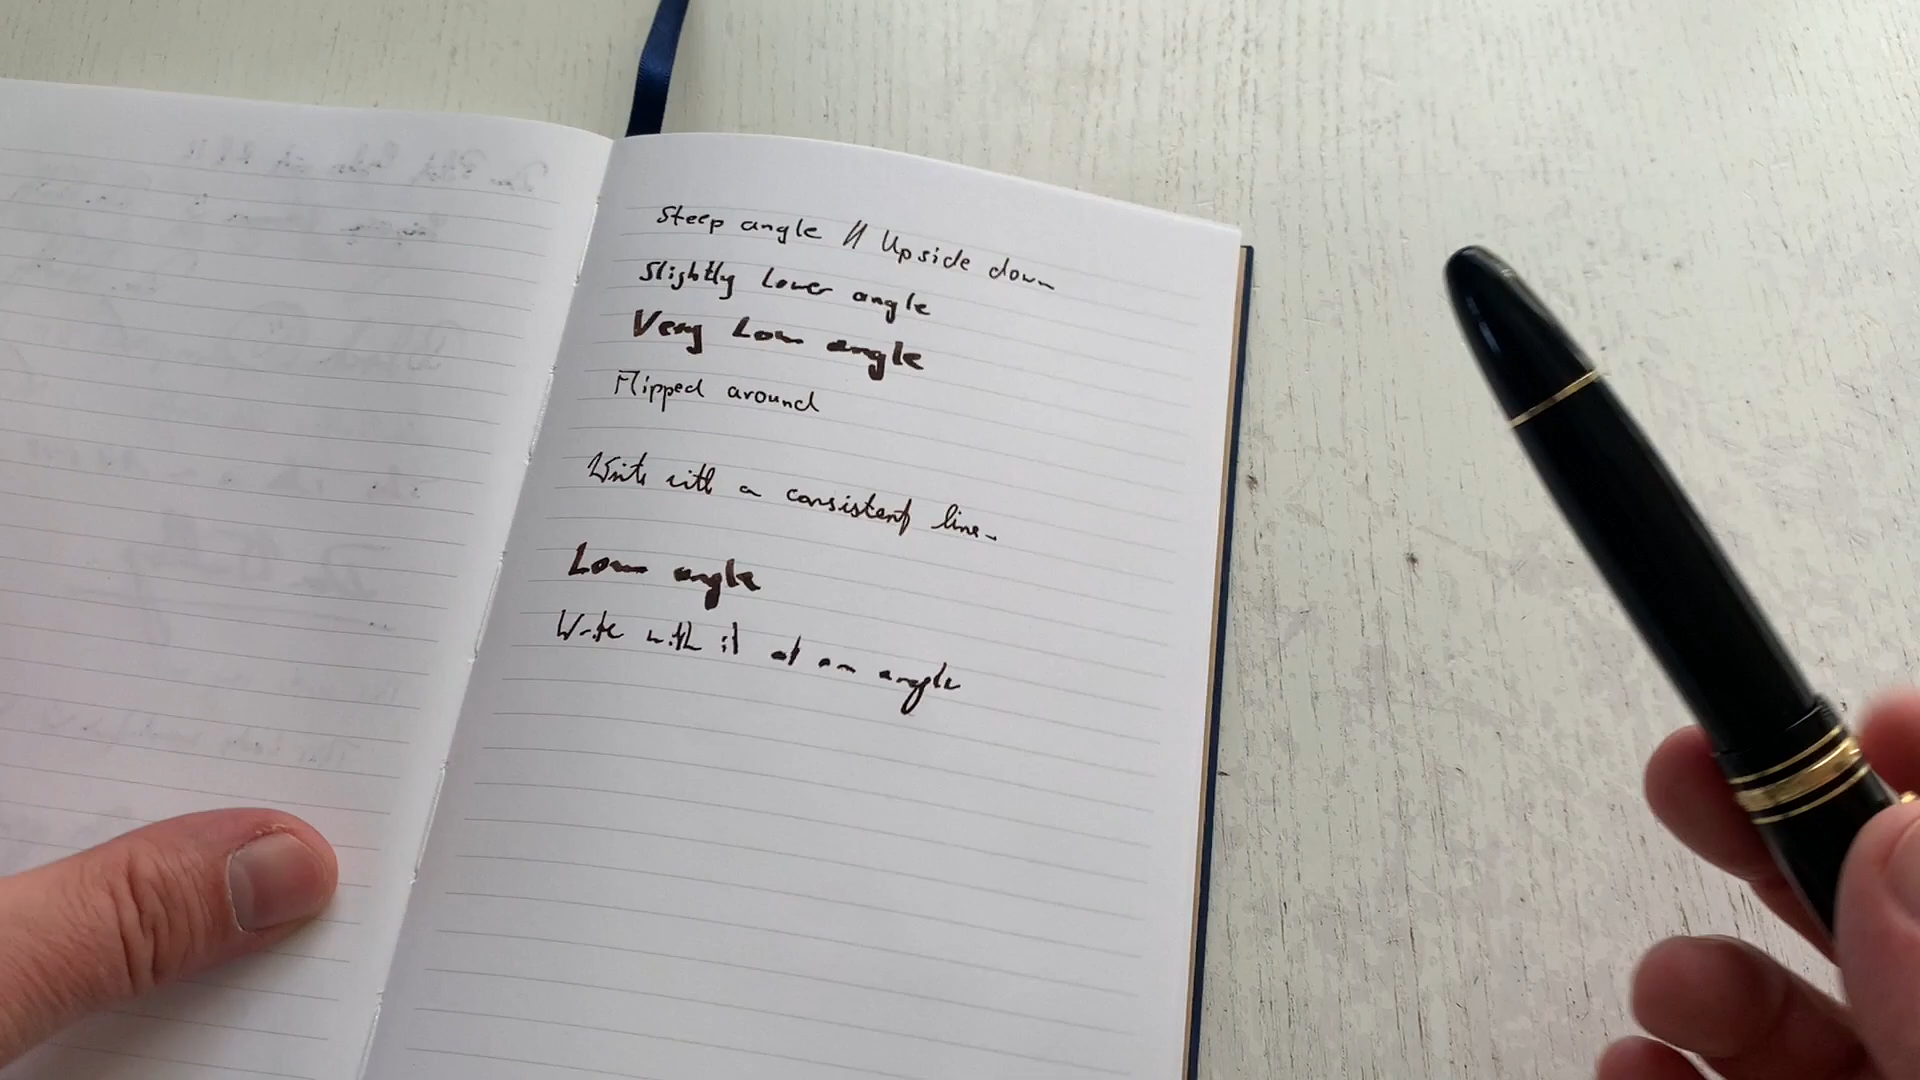 Steep angle // Upside down
Slightly Lower angle
Very Low angle
Flipped around
Write with a consistent line.
Low angle
Write with it at an angle